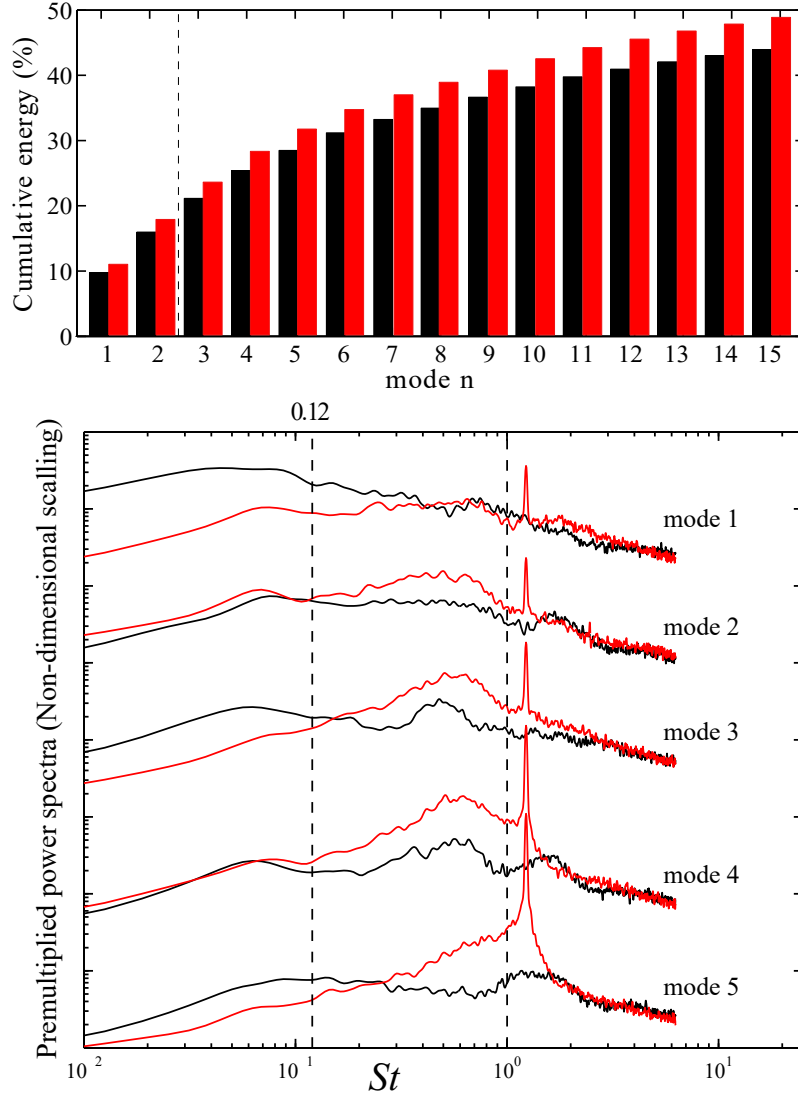 50
40
30
20
10
0
Cumulative energy (%)
1 2 3 4 5 6 7 8 9 10 11 12 13 14 15
mode n
0.12
Premultiplied power spectra (Non-dimensional scalling)
mode 1
mode 2
mode 3
mode 4
mode 5
10 -2 10 -1 10 0 10 1
St